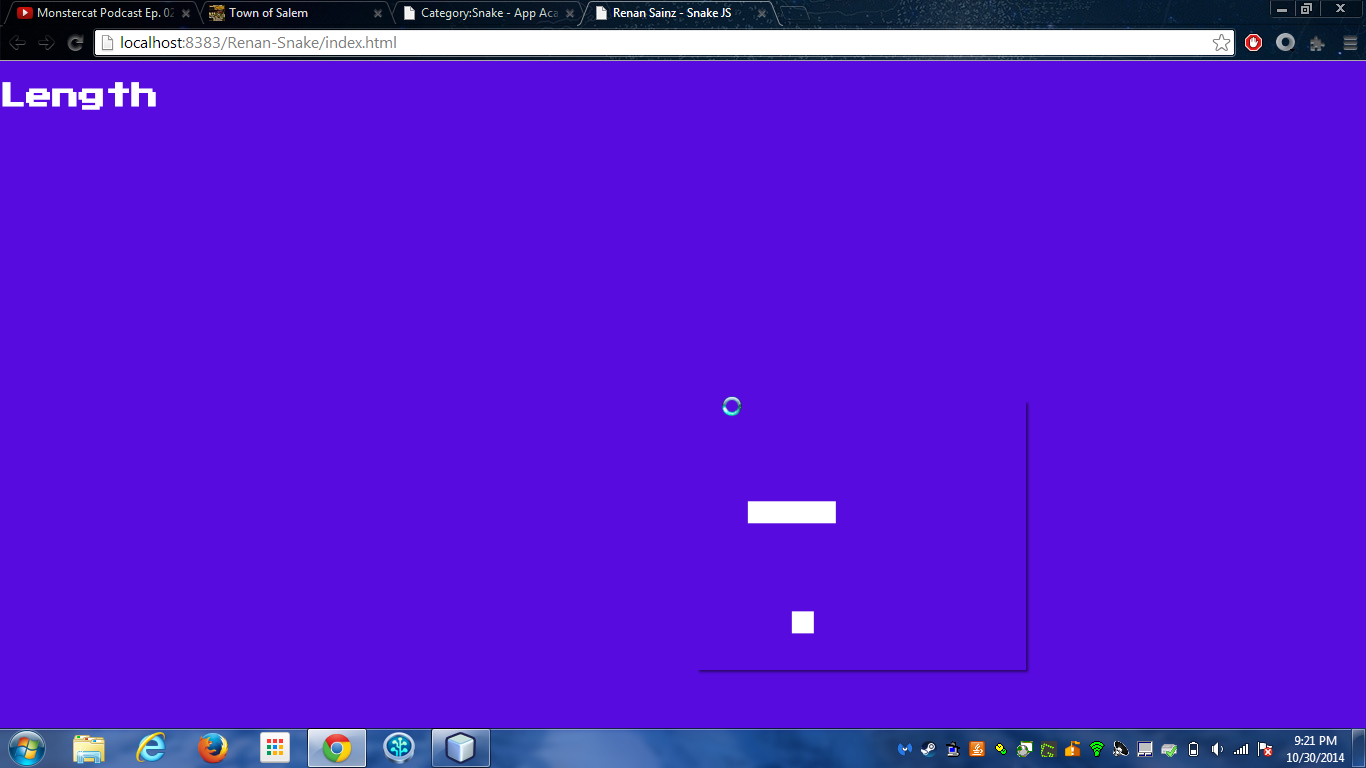 Monstercat Podcast Ep. 02
Town of Salem
Category:Snake - App Aca
Renan Sainz - Snake JS
localhost:8383/Renan-Snake/index.html
Length
9:21 PM
10/30/2014